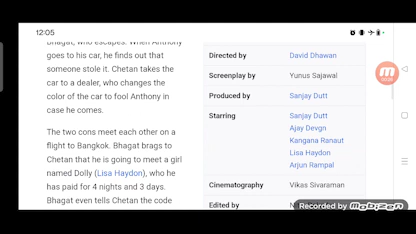 12:05
Bhagat, who escapes. When Anthony
goes to his car, he finds out that
someone stole it. Chetan takes the
car to a dealer, who changes the
color of the car to fool Anthony in
case he comes.
The two cons meet each other on a
flight to Bangkok. Bhagat brags to
Chetan that he is going to meet a girl
named Dolly (Lisa Haydon), who he
has paid for 4 nights and 3 days.
Bhagat even tells Chetan the code
Directed by David Dhawan
Screenplay by Yunus Sajawal
Produced by Sanjay Dutt
Starring Sanjay Dutt
Ajay Devgn
Kangana Ranaut
Lisa Haydon
Arjun Rampal
Cinematography Vikas Sivaraman
Edited by
Recorded by Mobizen